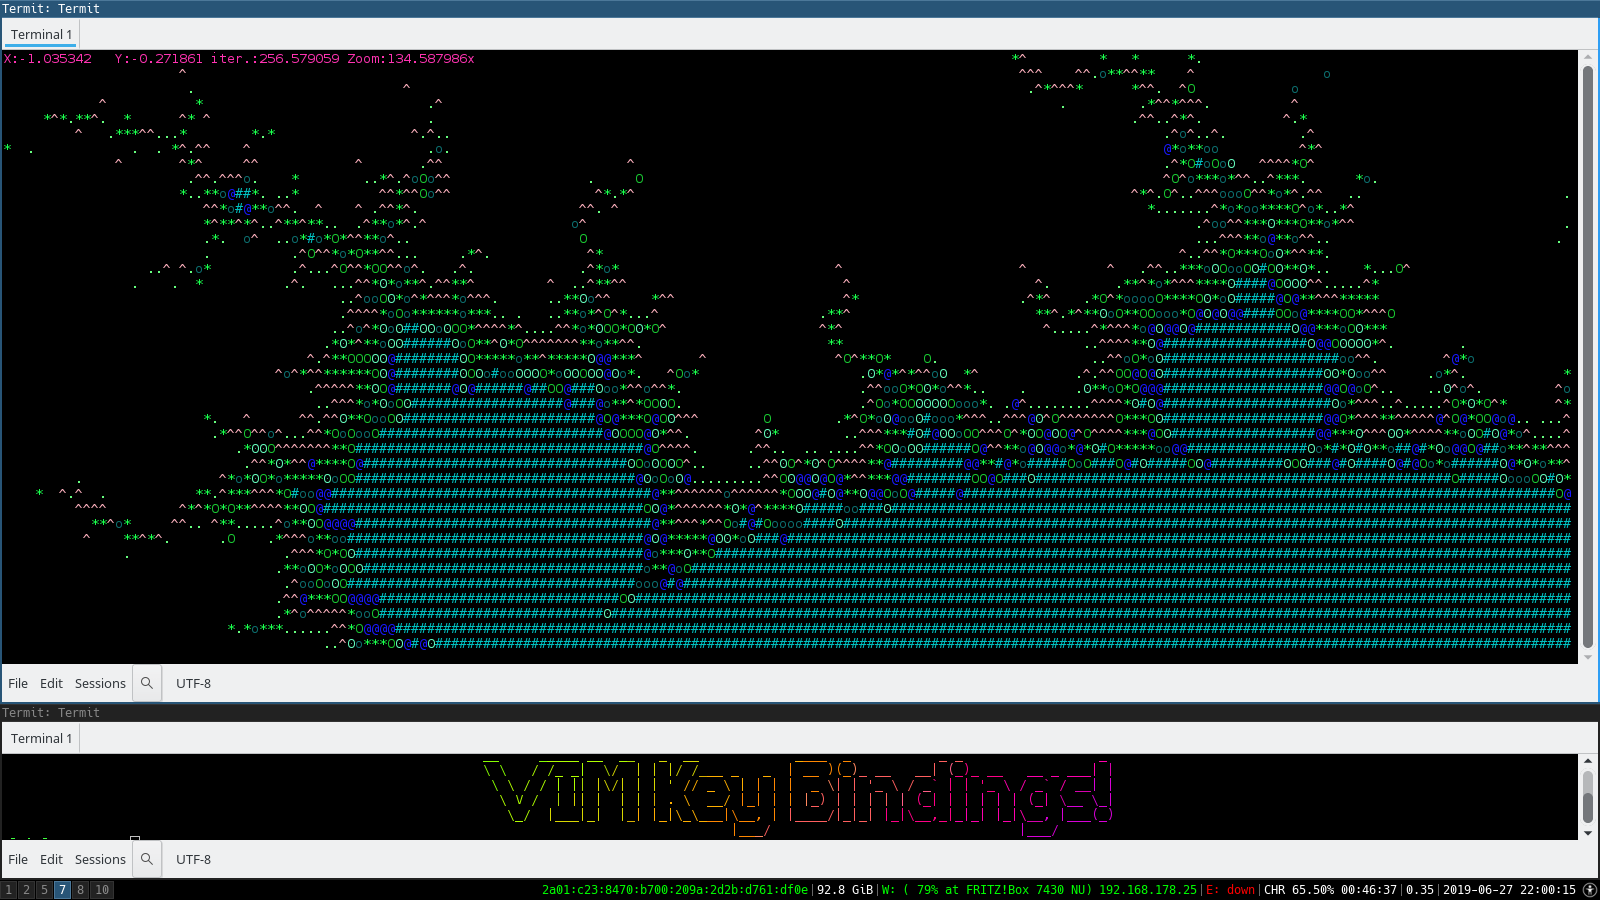 Termit: Termit
Terminal 1
X:-1.035342 Y:-0.271861 iter.:256.579059 Zoom:134.587986x
File Edit Sessions UTF-8
Termit: Termit
Terminal 1
VIM Keybindings!
File Edit Sessions UTF-8
1 2 5 7 8 10 2a01:c23:8470:b700:209a:2d2b:d761:df0e|92.8 GiB|W: ( 79% at FRITZ!Box 7430 NU) 192.168.178.25|E: down|CHR 65.50% 00:46:37|0.35|2019-06-27 22:00:15